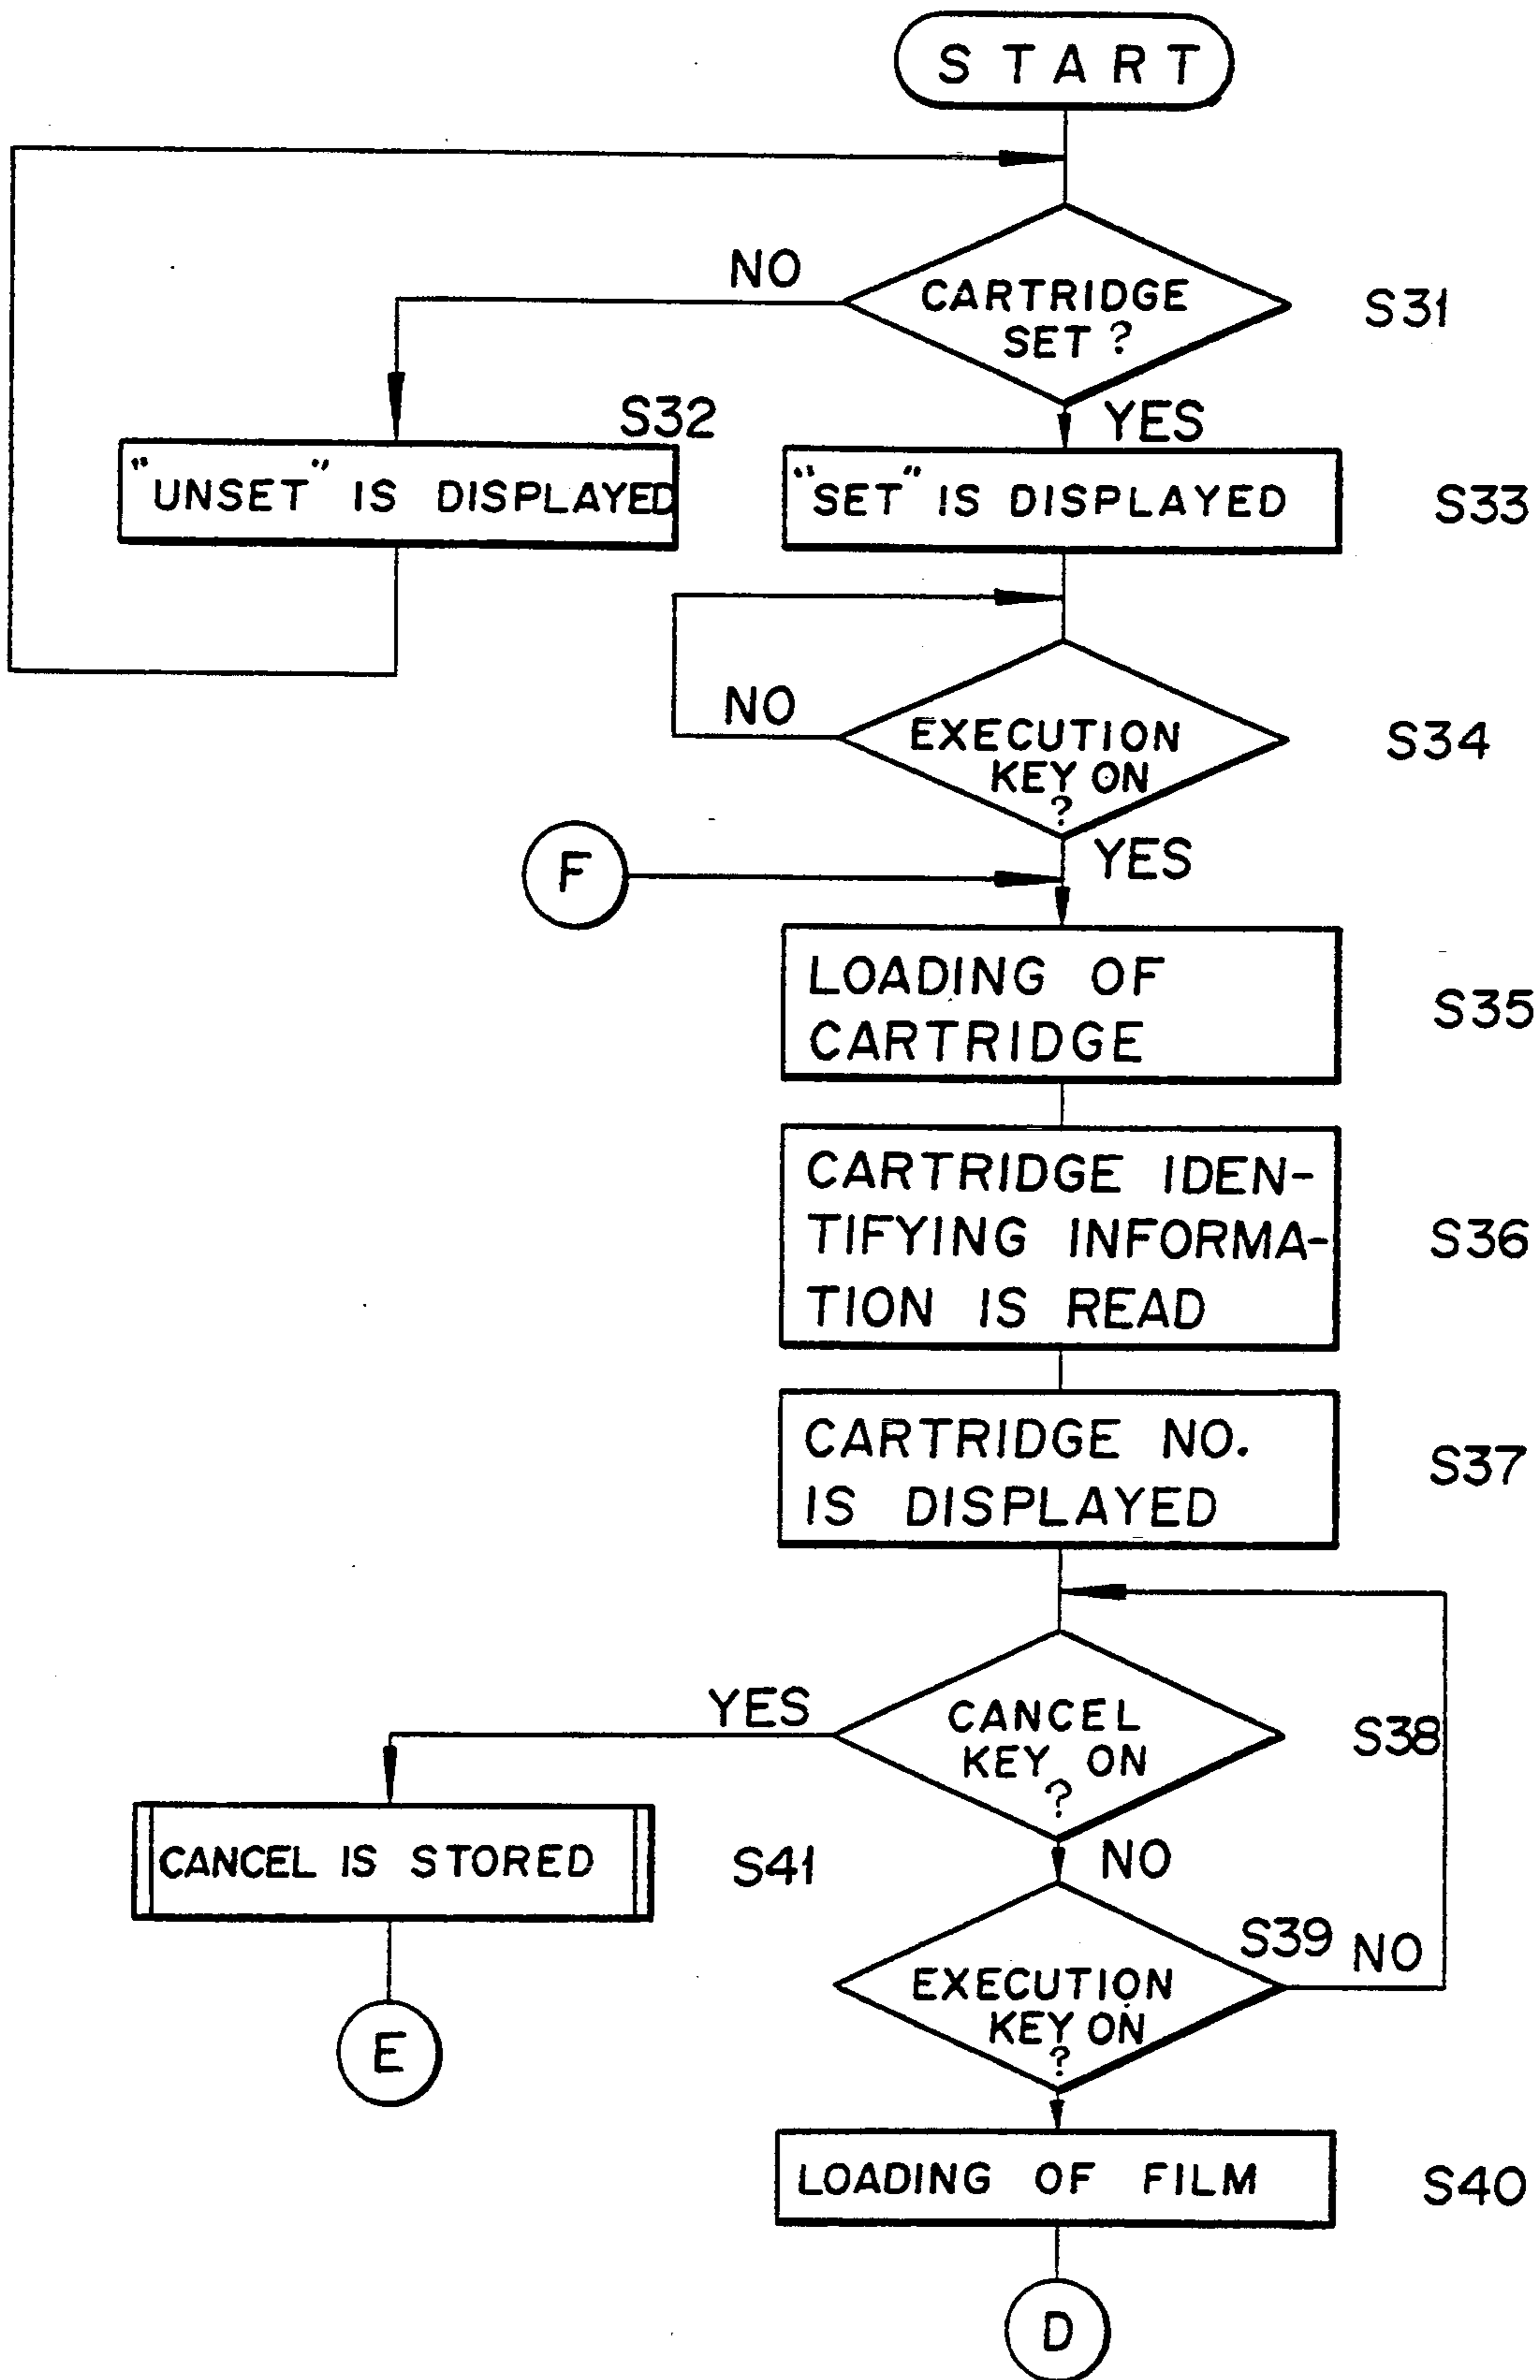 START
NO
CARTRIDGE
SET ?
S31
YES
S32
"UNSET" IS DISPLAYED
"SET" IS DISPLAYED
S33
NO
EXECUTION
KEY ON
?
S34
YES
F
LOADING OF
CARTRIDGE
S35
CARTRIDGE IDEN-
TIFYING INFORMA-
TION IS READ
S36
CARTRIDGE NO.
IS DISPLAYED
S37
YES
CANCEL
KEY ON
?
S38
CANCEL IS STORED
S41
NO
S39
NO
EXECUTION
KEY ON
?
E
LOADING OF FILM
S40
D